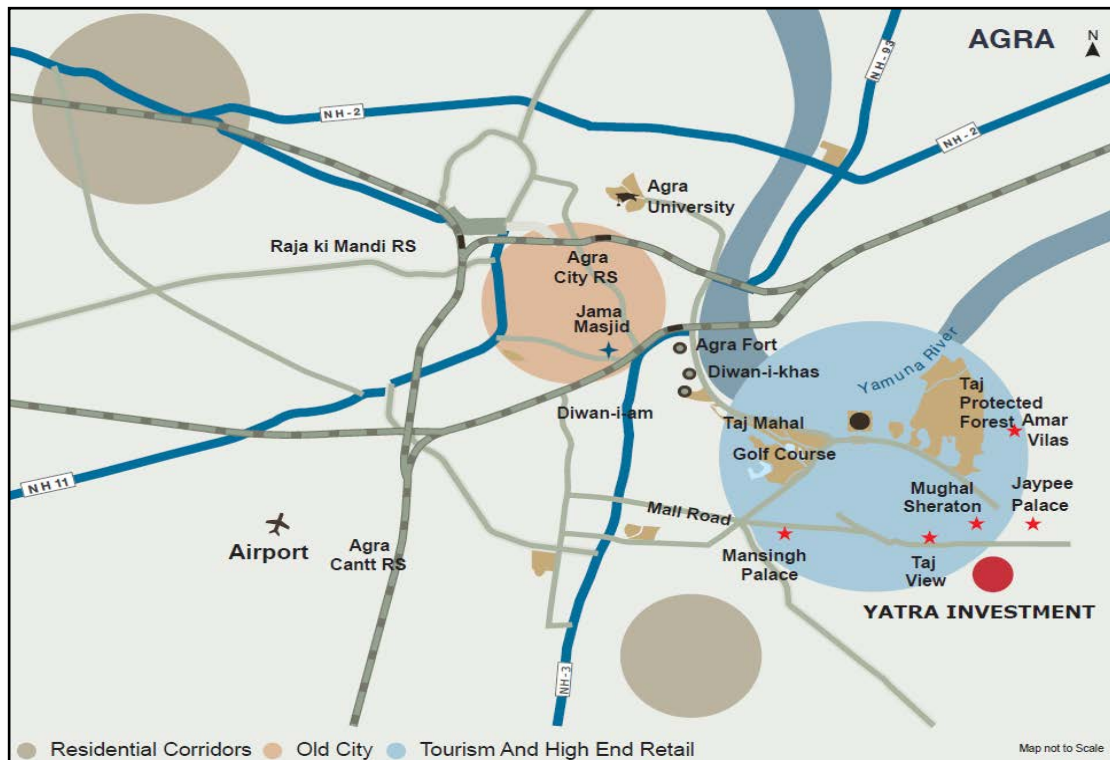 AGRA
N
NH-93
NH-2
NH-2
Agra
University
Raja ki Mandi RS
Agra
City RS
Jama
Masjid
Agra Fort
Diwan-i-khas
Yamuna River
Taj
Protected
Forest
Amar
Vilas
Diwan-i-am
Taj Mahal
Golf Course
NH 11
Mall Road
Mughal
Sheraton
Jaypee
Palace
Airport
Agra
Cantt RS
Mansingh
Palace
Taj
View
YATRA INVESTMENT
NH-3
Residential Corridors
Old City
Tourism And High End Retail
Map not to Scale